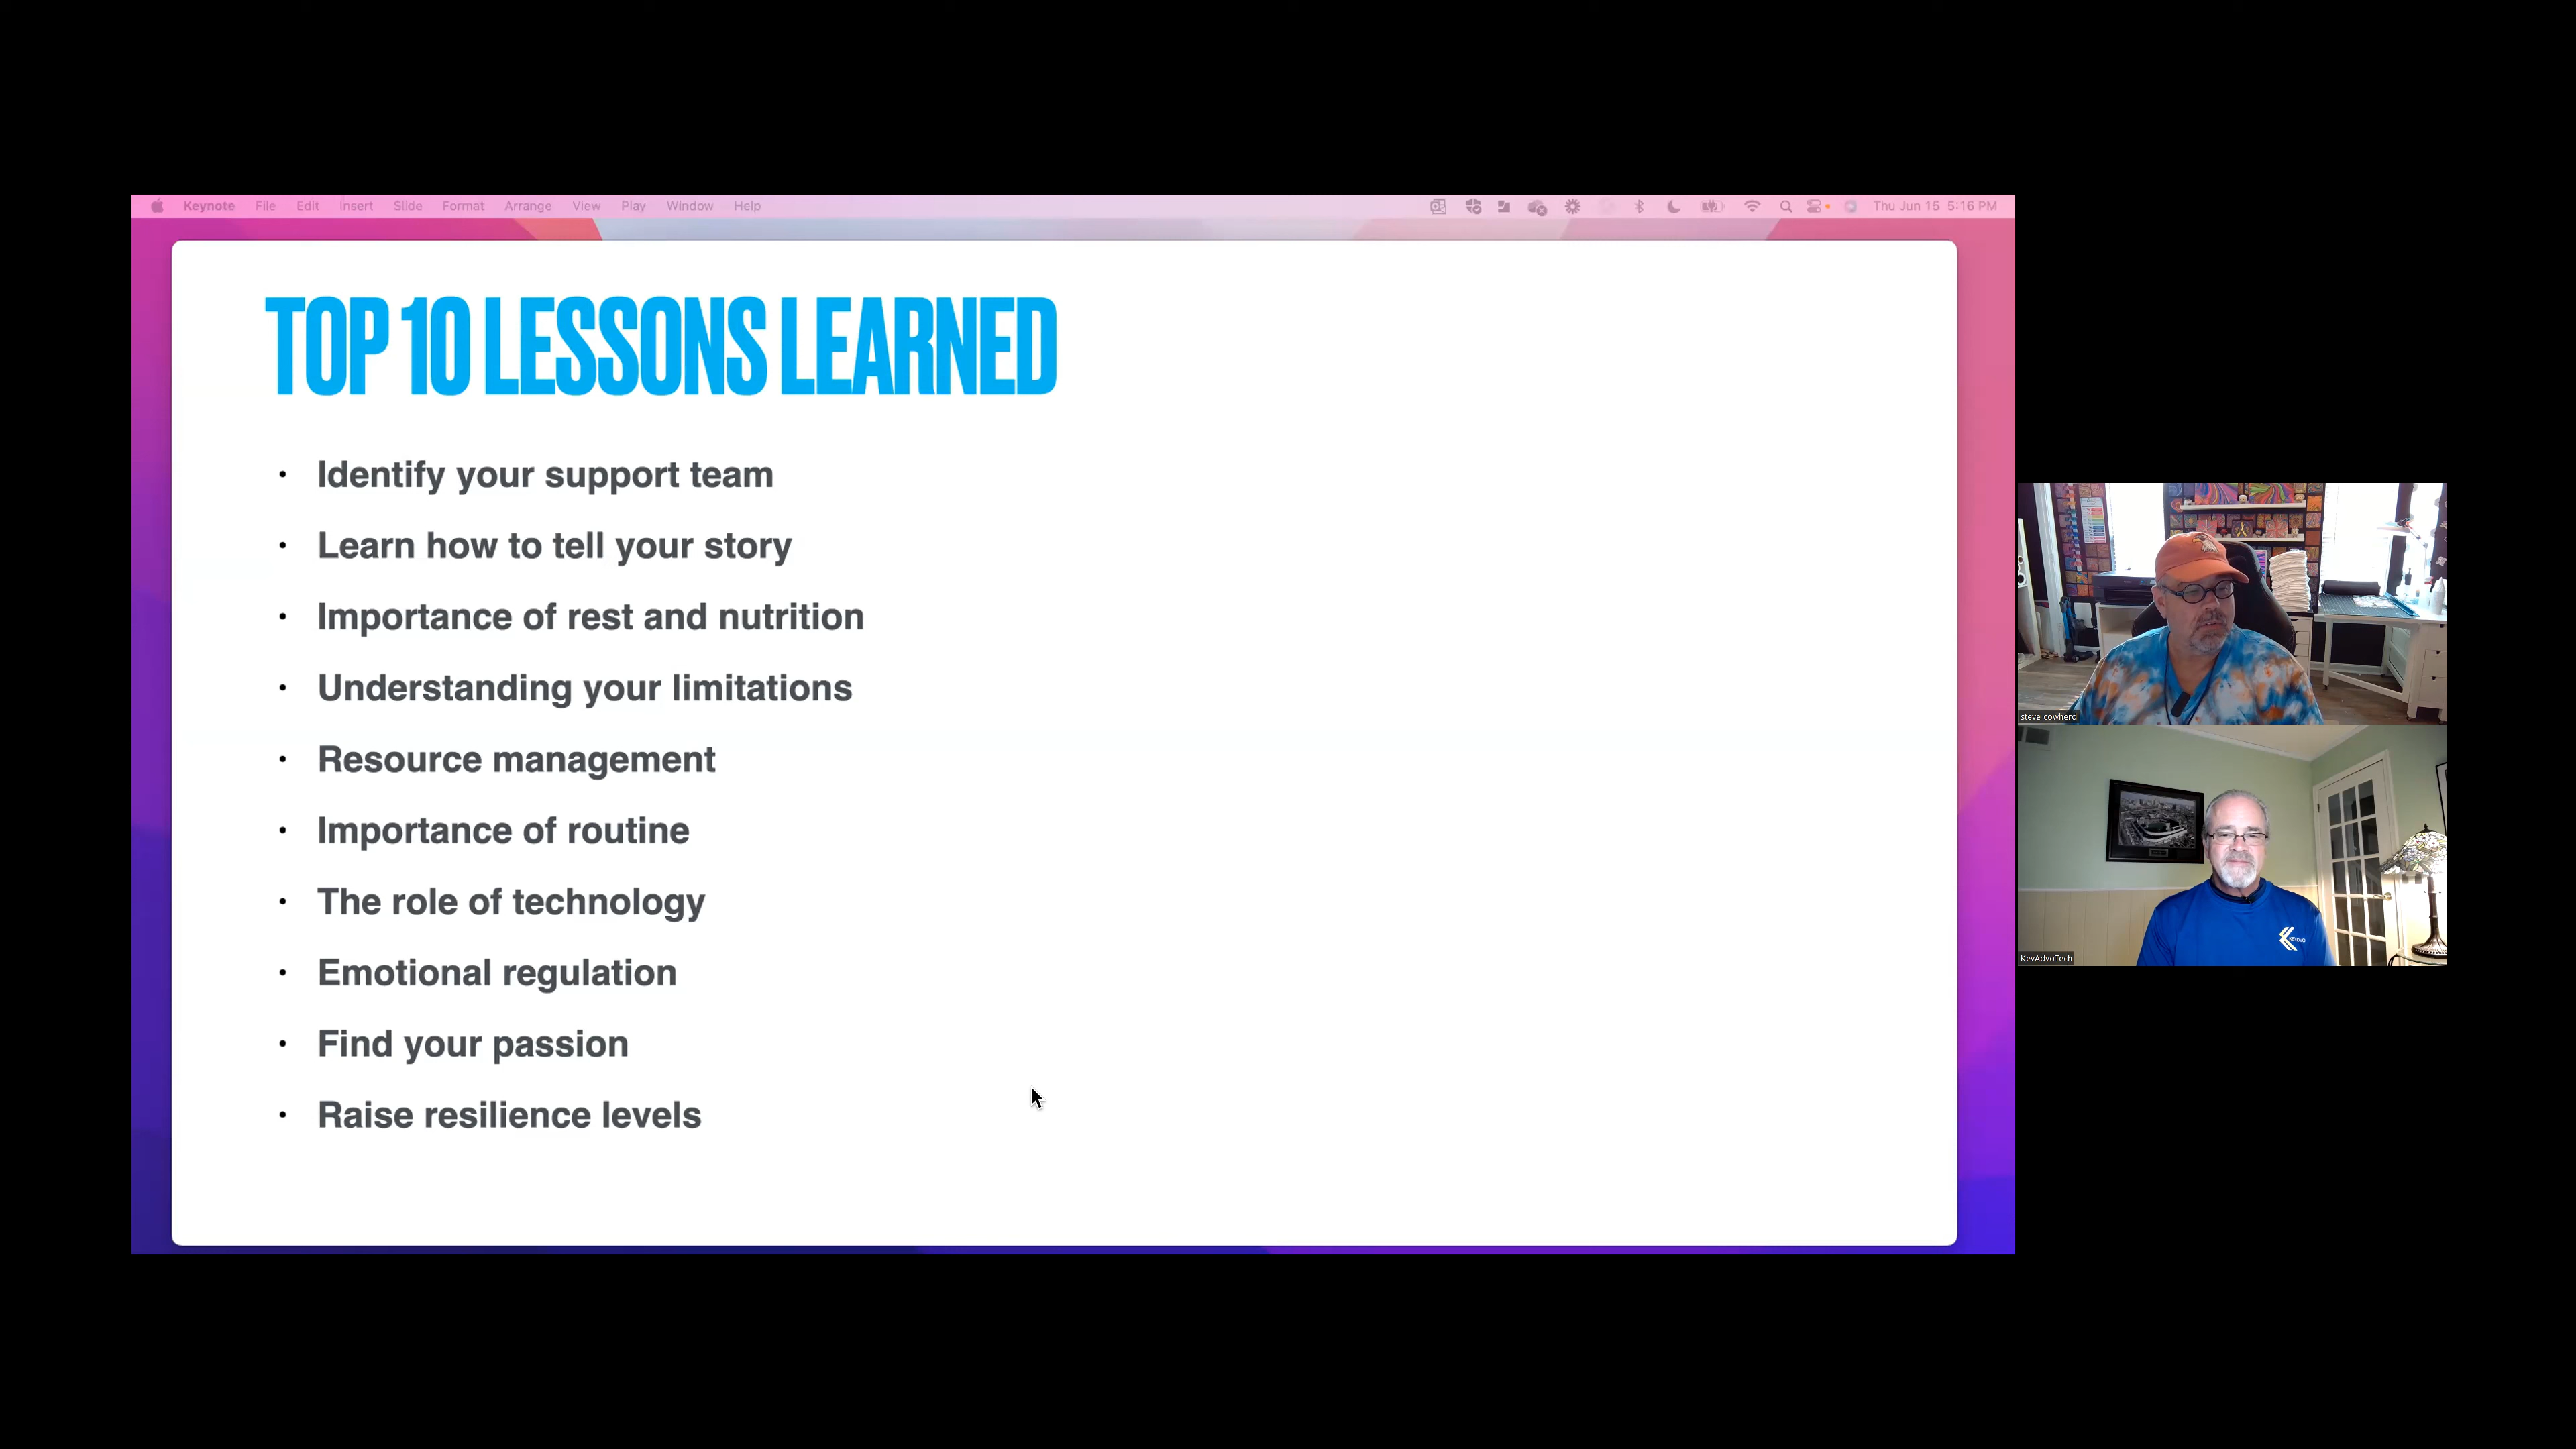 Keynote File Edit Insert Slide Format Arrange View Play Window Help
Thu Jun 15 5:16 PM
TOP 10 LESSONS LEARNED
• Identify your support team
• Learn how to tell your story
• Importance of rest and nutrition
• Understanding your limitations
• Resource management
• Importance of routine
• The role of technology
• Emotional regulation
• Find your passion
• Raise resilience levels
steve cowherd
KevAdvoTech